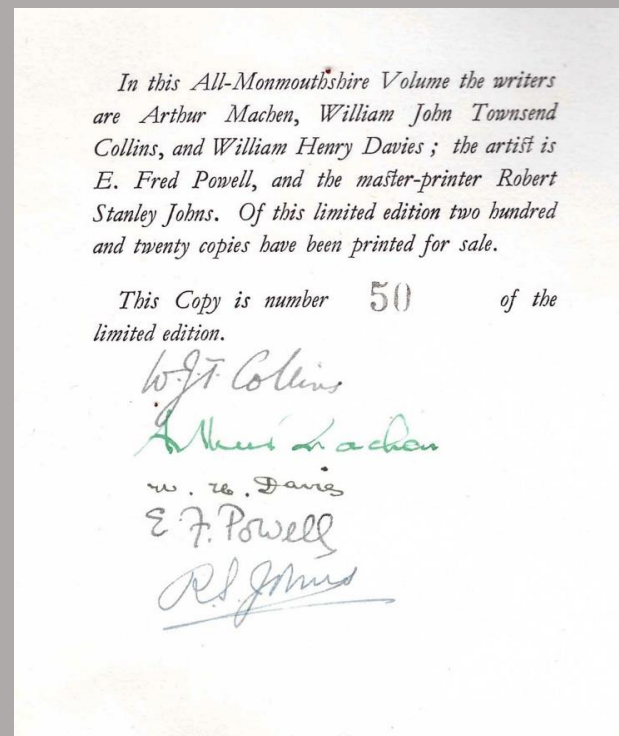 In this All-Monmouthshire Volume the writers
are Arthur Machen, William John Townsend
Collins, and William Henry Davies ; the artist is
E. Fred Powell, and the master-printer Robert
Stanley Johns. Of this limited edition two hundred
and twenty copies have been printed for sale.
This Copy is number 50 of the
limited edition.
W.J.T. Collins
Arthur Machen
W. H. Davies
E F. Powell
R.S. Johns